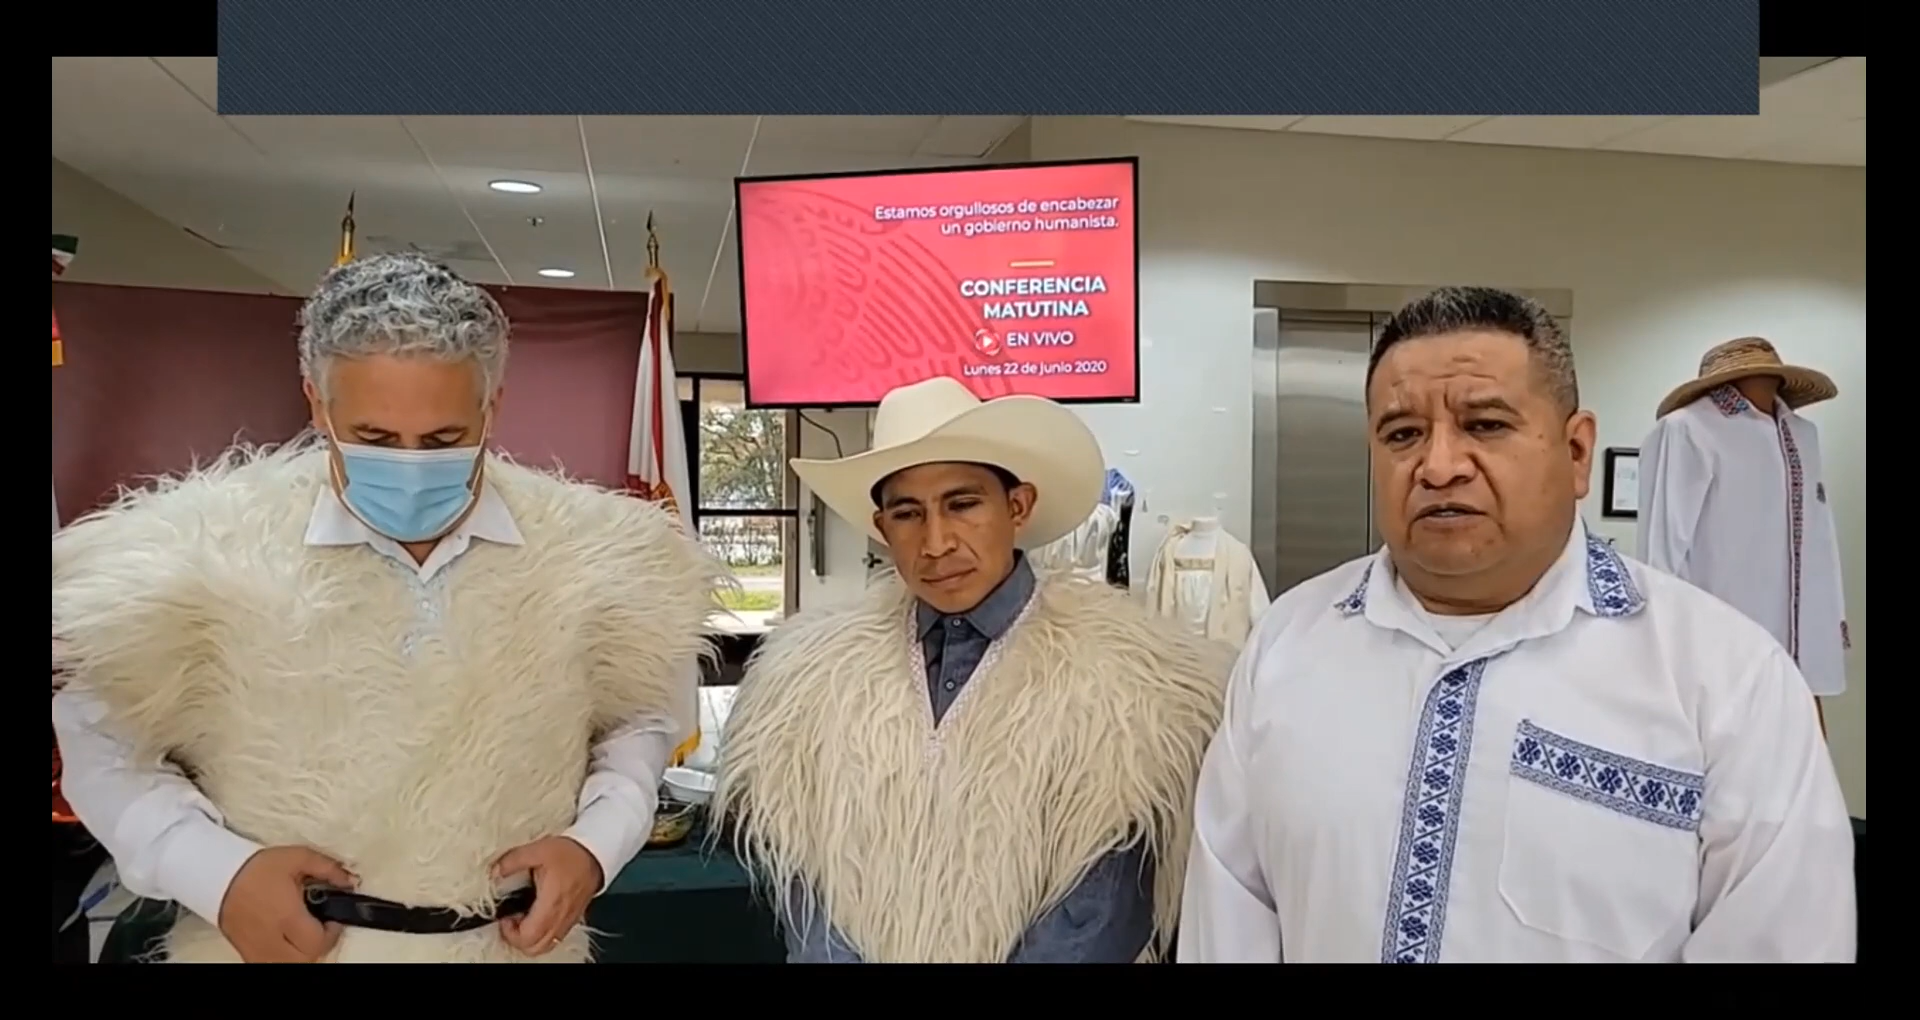 Estamos orgullosos de encabezar
un gobierno humanista.
CONFERENCIA
MATUTINA
EN VIVO
Lunes 22 de junio 2020